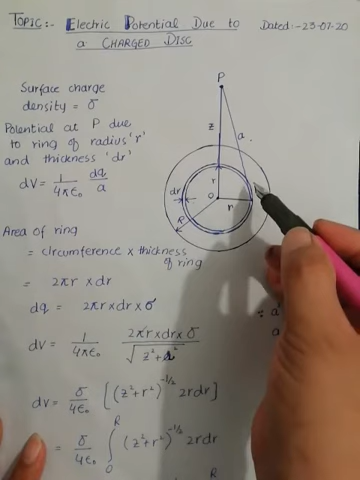 TOPIC:- Electric Potential Due to
a CHARGED DISC
Dated:-23-07-20
Surface charge
density = σ
Potential at P due
to ring of radius 'r'
and thickness 'dr'
dV = 1/4πε₀ dq/a
P
z
a
dr
r
O
r
R
Area of ring
= circumference × thickness of ring
= 2πr × dr
dq = 2πr × dr × σ
dV = 1/4πε₀ 2πr×dr×σ/√(z²+r²)
dV = σ/4ε₀ [(z²+r²)^-1/2 2rdr]
= σ/4ε₀ ∫₀ᴿ (z²+r²)^-1/2 2rdr
∵ a²
a
R